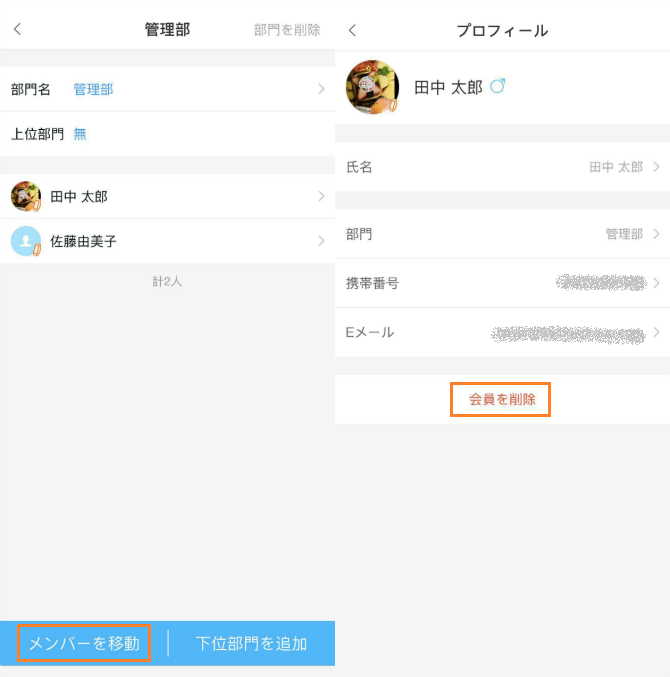 管理部
部門を削除
部門名 管理部
上位部門 無
田中 太郎
佐藤由美子
計2人
メンバーを移動
下位部門を追加
プロフィール
田中 太郎
氏名 田中 太郎
部門 管理部
携帯番号
Eメール
会員を削除